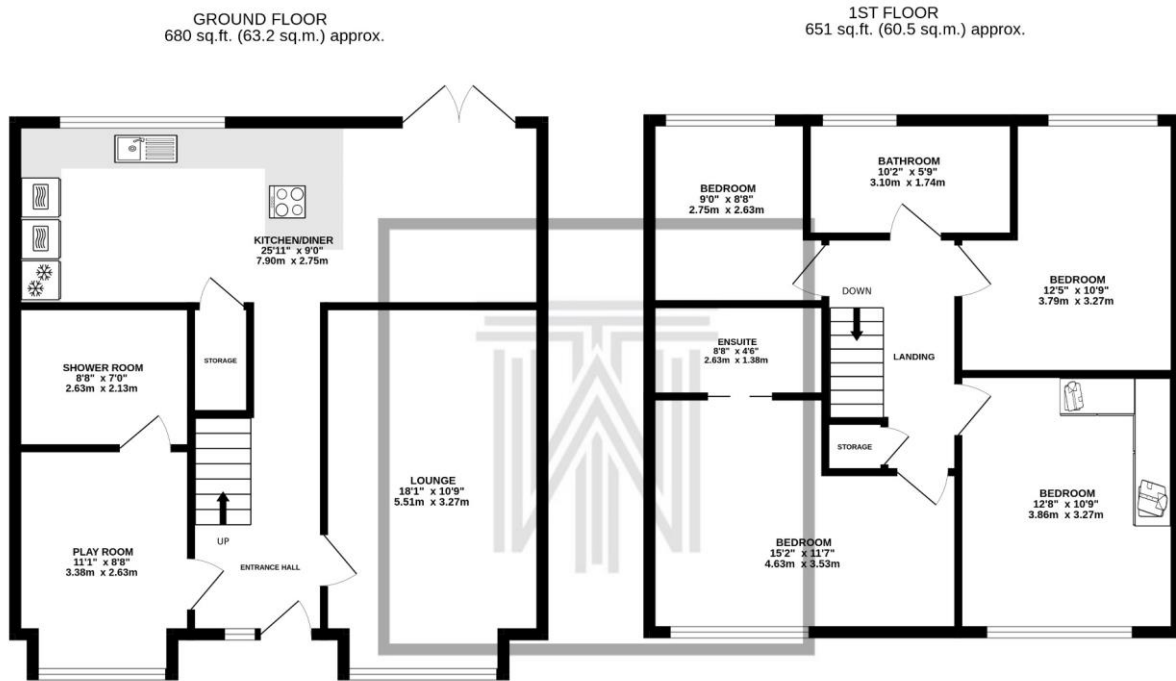 GROUND FLOOR
680 sq.ft. (63.2 sq.m.) approx.
1ST FLOOR
651 sq.ft. (60.5 sq.m.) approx.
KITCHEN/DINER
25'11" x 9'0"
7.90m x 2.75m
STORAGE
SHOWER ROOM
8'8" x 7'0"
2.63m x 2.13m
LOUNGE
18'1" x 10'9"
5.51m x 3.27m
UP
PLAY ROOM
11'1" x 8'8"
3.38m x 2.63m
ENTRANCE HALL
BEDROOM
9'0" x 8'8"
2.75m x 2.63m
BATHROOM
10'2" x 5'9"
3.10m x 1.74m
BEDROOM
12'5" x 10'9"
3.79m x 3.27m
DOWN
ENSUITE
8'8" x 4'6"
2.63m x 1.38m
LANDING
STORAGE
BEDROOM
12'8" x 10'9"
3.86m x 3.27m
BEDROOM
15'2" x 11'7"
4.63m x 3.53m